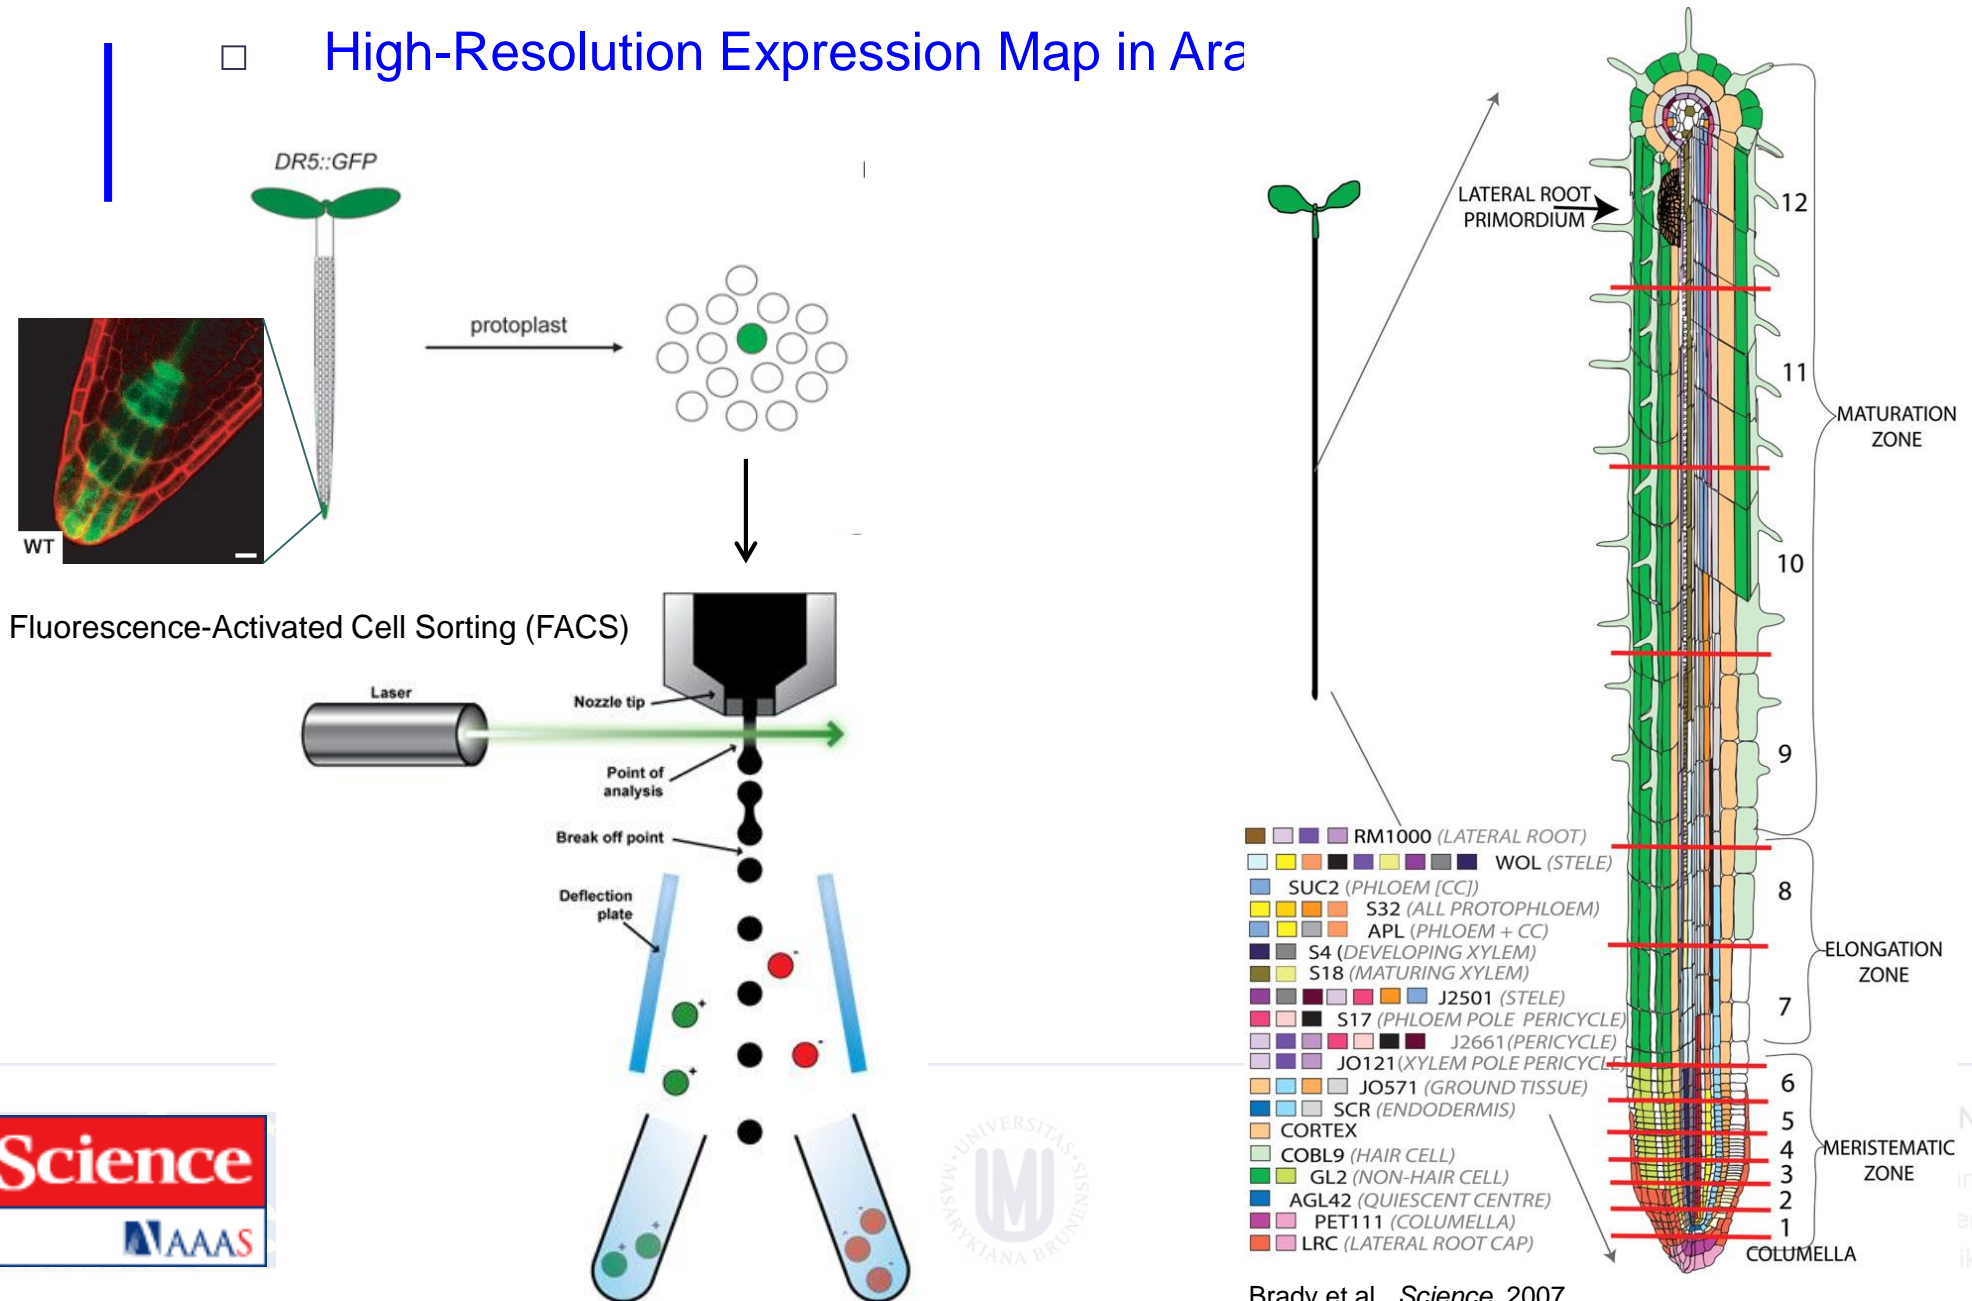 High-Resolution Expression Map in Ara
DR5::GFP
protoplast
WT
Fluorescence-Activated Cell Sorting (FACS)
Laser
Nozzle tip
Point of
analysis
Break off point
Deflection
plate
Science
AAAS
MASARYKIANA BRUNENSIS UNIVERSITAS
LATERAL ROOT
PRIMORDIUM
12
11
10
9
8
7
6
5
4
3
2
1
MATURATION
ZONE
ELONGATION
ZONE
MERISTEMATIC
ZONE
COLUMELLA
RM1000 (LATERAL ROOT)
WOL (STELE)
SUC2 (PHLOEM [CC])
S32 (ALL PROTOPHLOEM)
APL (PHLOEM + CC)
S4 (DEVELOPING XYLEM)
S18 (MATURING XYLEM)
J2501 (STELE)
S17 (PHLOEM POLE PERICYCLE)
J2661 (PERICYCLE)
JO121 (XYLEM POLE PERICYCLE)
JO571 (GROUND TISSUE)
SCR (ENDODERMIS)
CORTEX
COBL9 (HAIR CELL)
GL2 (NON-HAIR CELL)
AGL42 (QUIESCENT CENTRE)
PET111 (COLUMELLA)
LRC (LATERAL ROOT CAP)
Brady et al., Science, 2007